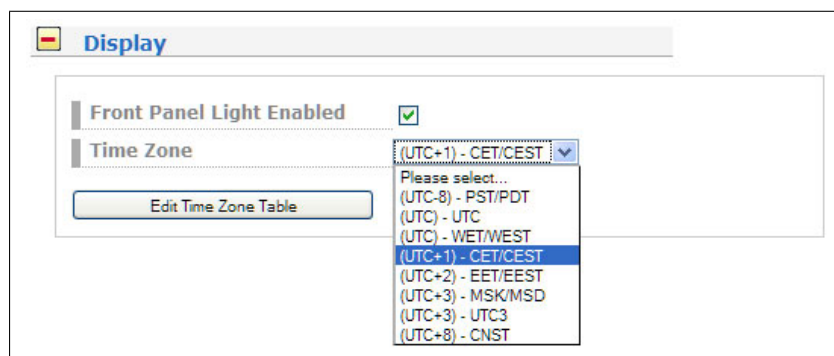 Display
Front Panel Light Enabled
Time Zone
(UTC+1) - CET/CEST
Please select...
(UTC-8) - PST/PDT
(UTC) - UTC
(UTC) - WET/WEST
(UTC+1) - CET/CEST
(UTC+2) - EET/EEST
(UTC+3) - MSK/MSD
(UTC+3) - UTC3
(UTC+8) - CNST
Edit Time Zone Table